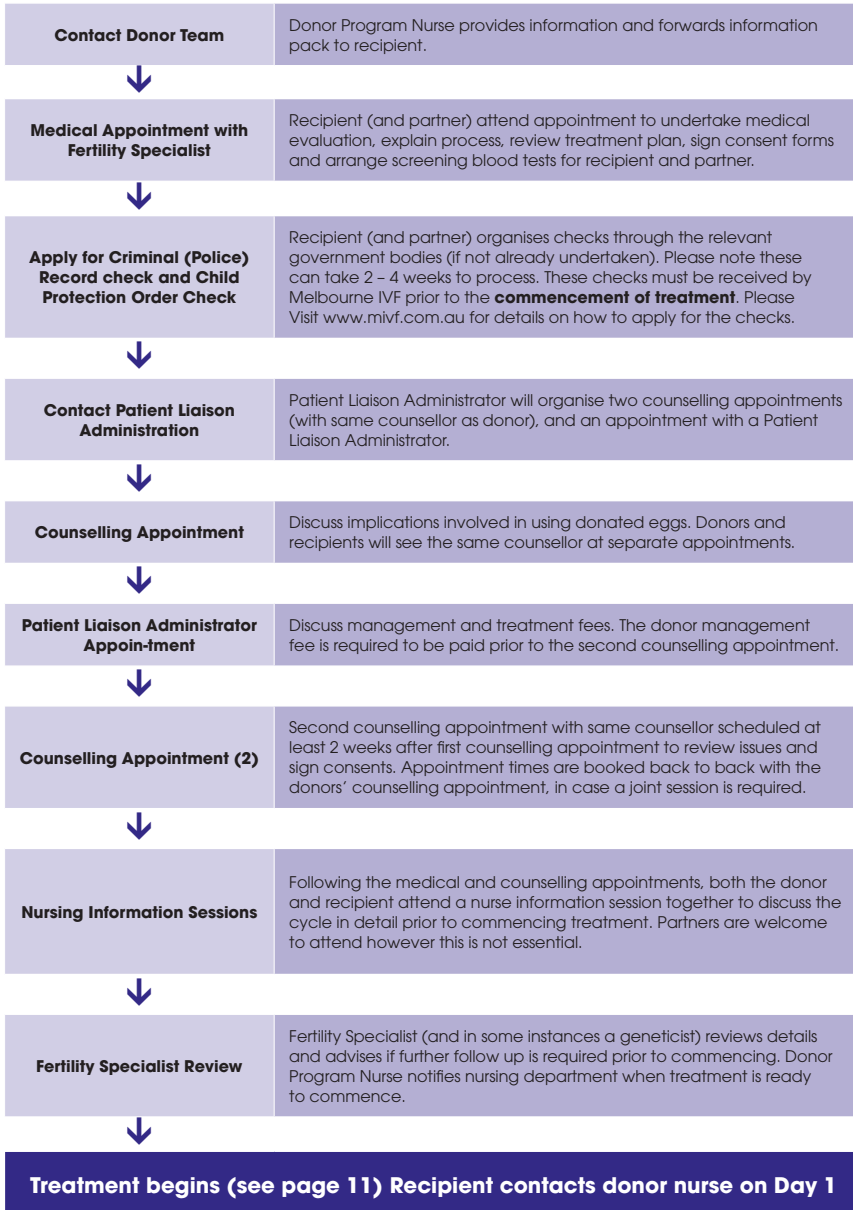 Contact Donor Team
Donor Program Nurse provides information and forwards information
pack to recipient.
Medical Appointment with
Fertility Specialist
Recipient (and partner) attend appointment to undertake medical
evaluation, explain process, review treatment plan, sign consent forms
and arrange screening blood tests for recipient and partner.
Apply for Criminal (Police)
Record check and Child
Protection Order Check
Recipient (and partner) organises checks through the relevant
government bodies (if not already undertaken). Please note these
can take 2 – 4 weeks to process. These checks must be received by
Melbourne IVF prior to the commencement of treatment. Please
Visit www.mivf.com.au for details on how to apply for the checks.
Contact Patient Liaison
Administration
Patient Liaison Administrator will organise two counselling appointments
(with same counsellor as donor), and an appointment with a Patient
Liaison Administrator.
Counselling Appointment
Discuss implications involved in using donated eggs. Donors and
recipients will see the same counsellor at separate appointments.
Patient Liaison Administrator
Appoin-tment
Discuss management and treatment fees. The donor management
fee is required to be paid prior to the second counselling appointment.
Counselling Appointment (2)
Second counselling appointment with same counsellor scheduled at
least 2 weeks after first counselling appointment to review issues and
sign consents. Appointment times are booked back to back with the
donors’ counselling appointment, in case a joint session is required.
Nursing Information Sessions
Following the medical and counselling appointments, both the donor
and recipient attend a nurse information session together to discuss the
cycle in detail prior to commencing treatment. Partners are welcome
to attend however this is not essential.
Fertility Specialist Review
Fertility Specialist (and in some instances a geneticist) reviews details
and advises if further follow up is required prior to commencing. Donor
Program Nurse notifies nursing department when treatment is ready
to commence.
Treatment begins (see page 11) Recipient contacts donor nurse on Day 1